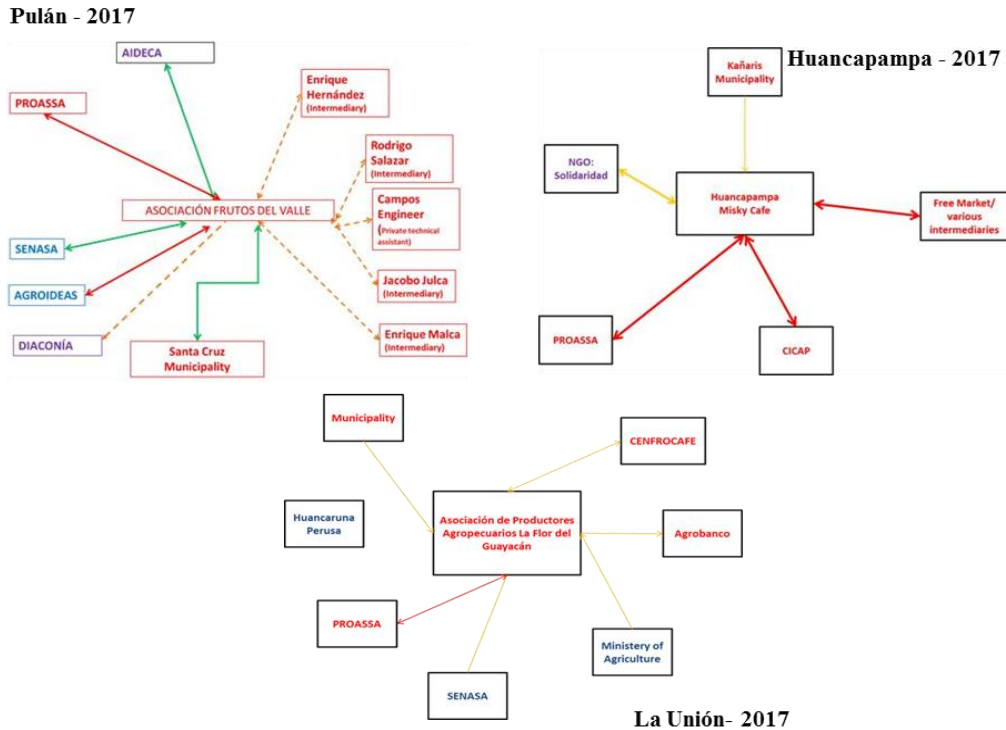 Pulán - 2017
AIDECA
PROASSA
Enrique
Hernández
(Intermediary)
Rodrigo
Salazar
(Intermediary)
Campos
Engineer
(Private technical
assistant)
ASOCIACIÓN FRUTOS DEL VALLE
SENASA
AGROIDEAS
Jacobo Julca
(Intermediary)
DIACONÍA
Santa Cruz
Municipality
Enrique Malca
(Intermediary)
Huancapampa - 2017
Kañaris
Municipality
NGO:
Solidaridad
Huancapampa
Misky Cafe
Free Market/
various
intermediaries
PROASSA
CICAP
Municipality
CENFROCAFE
Huancaruna
Perusa
Asociación de Productores
Agropecuarios La Flor del
Guayacán
Agrobanco
PROASSA
Ministery of
Agriculture
SENASA
La Unión- 2017